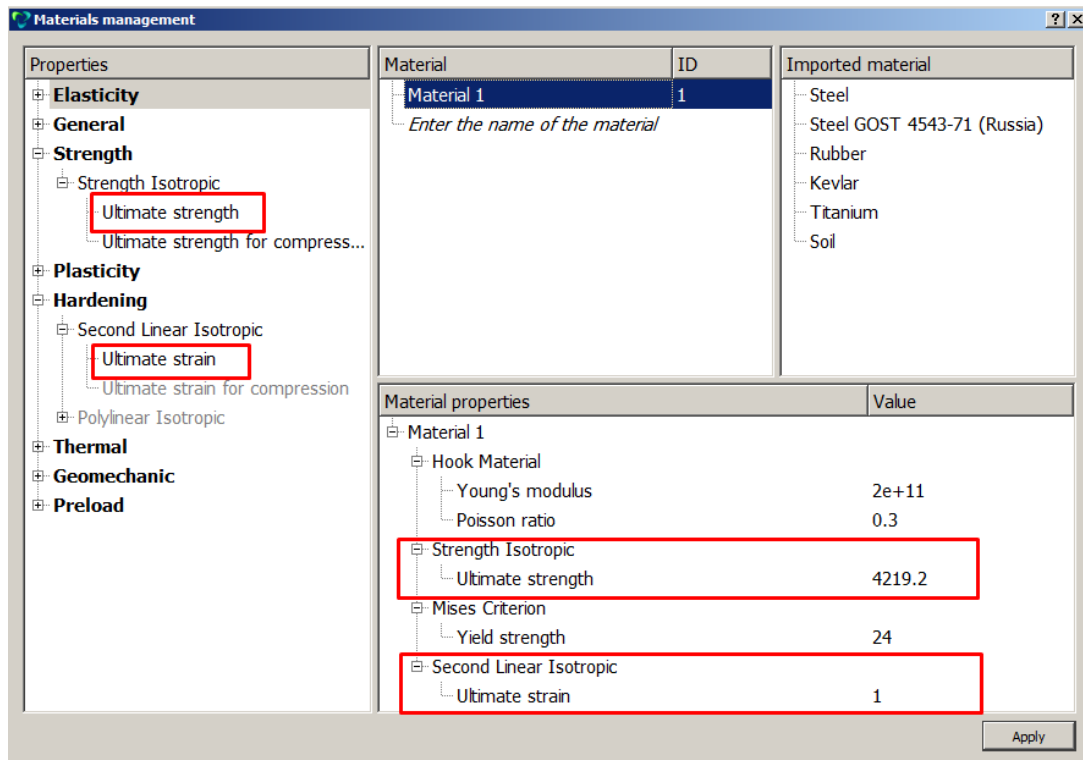 Materials management
Properties
Elasticity
General
Strength
Strength Isotropic
Ultimate strength
Ultimate strength for compress...
Plasticity
Hardening
Second Linear Isotropic
Ultimate strain
Ultimate strain for compression
Polylinear Isotropic
Thermal
Geomechanic
Preload
Material ID
Material 1 1
Enter the name of the material
Imported material
Steel
Steel GOST 4543-71 (Russia)
Rubber
Kevlar
Titanium
Soil
Material properties Value
Material 1
Hook Material
Young's modulus 2e+11
Poisson ratio 0.3
Strength Isotropic
Ultimate strength 4219.2
Mises Criterion
Yield strength 24
Second Linear Isotropic
Ultimate strain 1
Apply